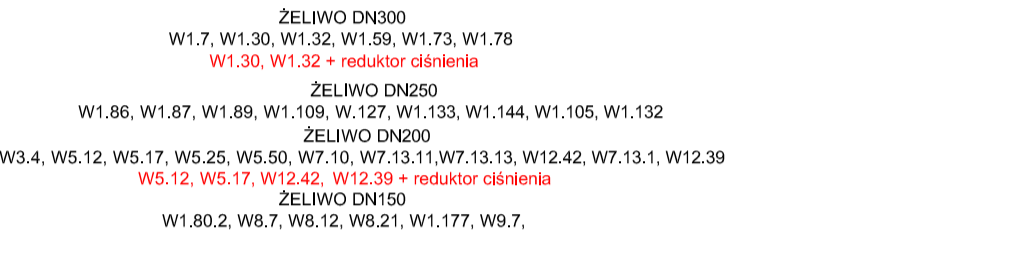 ŻELIWO DN300
W1.7, W1.30, W1.32, W1.59, W1.73, W1.78
W1.30, W1.32 + reduktor ciśnienia
ŻELIWO DN250
W1.86, W1.87, W1.89, W1.109, W.127, W1.133, W1.144, W1.105, W1.132
ŻELIWO DN200
W3.4, W5.12, W5.17, W5.25, W5.50, W7.10, W7.13.11,W7.13.13, W12.42, W7.13.1, W12.39
W5.12, W5.17, W12.42, W12.39 + reduktor ciśnienia
ŻELIWO DN150
W1.80.2, W8.7, W8.12, W8.21, W1.177, W9.7,